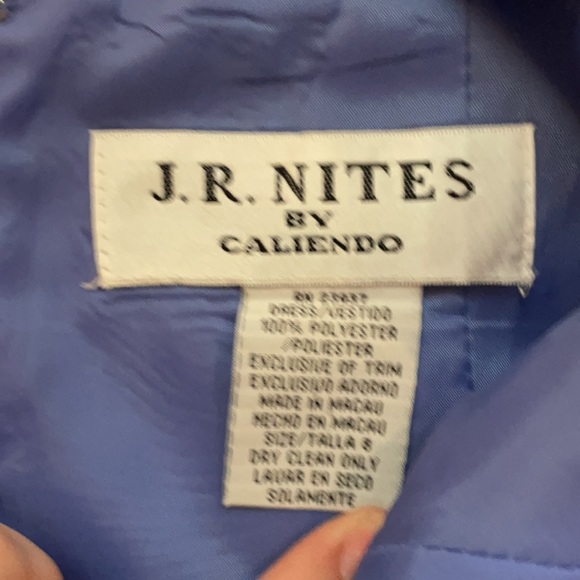 J.R. NITES
BY
CALIENDO
DRESS/VESTIDO
100% POLYESTER
/POLIESTER
EXCLUSIVE OF TRIM
EXCLUSIVO ADORNO
MADE IN MACAU
HECHO EN MACAU
SIZE/TALLA 8
DRY CLEAN ONLY
LAVAR EN SECO
SOLAMENTE